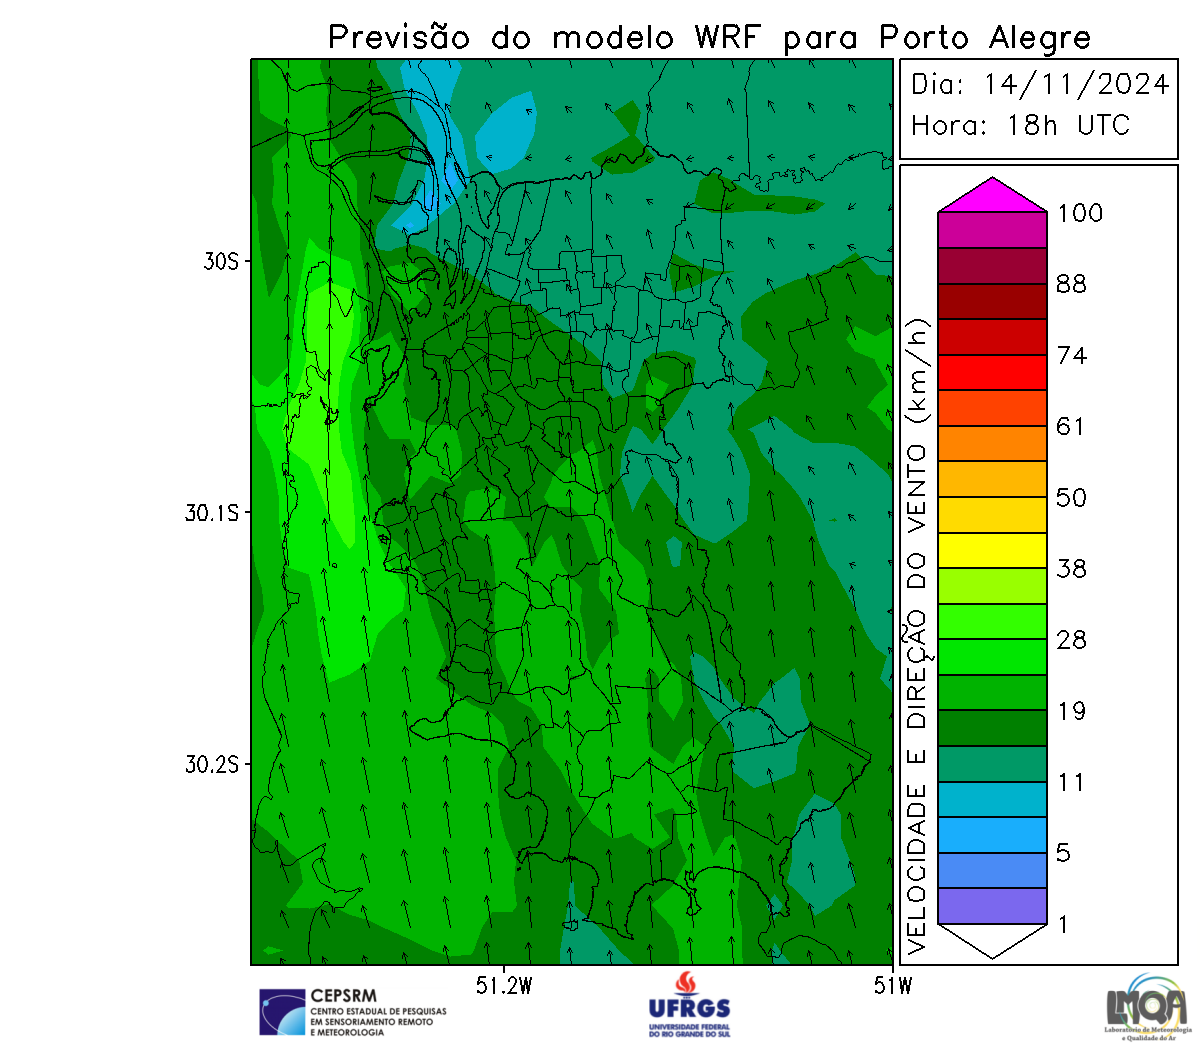 Previsão do modelo WRF para Porto Alegre
Dia: 14/11/2024
Hora: 18h UTC
30S
30.1S
30.2S
51.2W
51W
VELOCIDADE E DIREÇÃO DO VENTO (km/h)
100
88
74
61
50
38
28
19
11
5
1
CEPSRM
CENTRO ESTADUAL DE PESQUISAS
EM SENSORIAMENTO REMOTO
E METEOROLOGIA
UFRGS
UNIVERSIDADE FEDERAL
DO RIO GRANDE DO SUL
LMQA
Laboratório de Meteorologia
e Qualidade do Ar